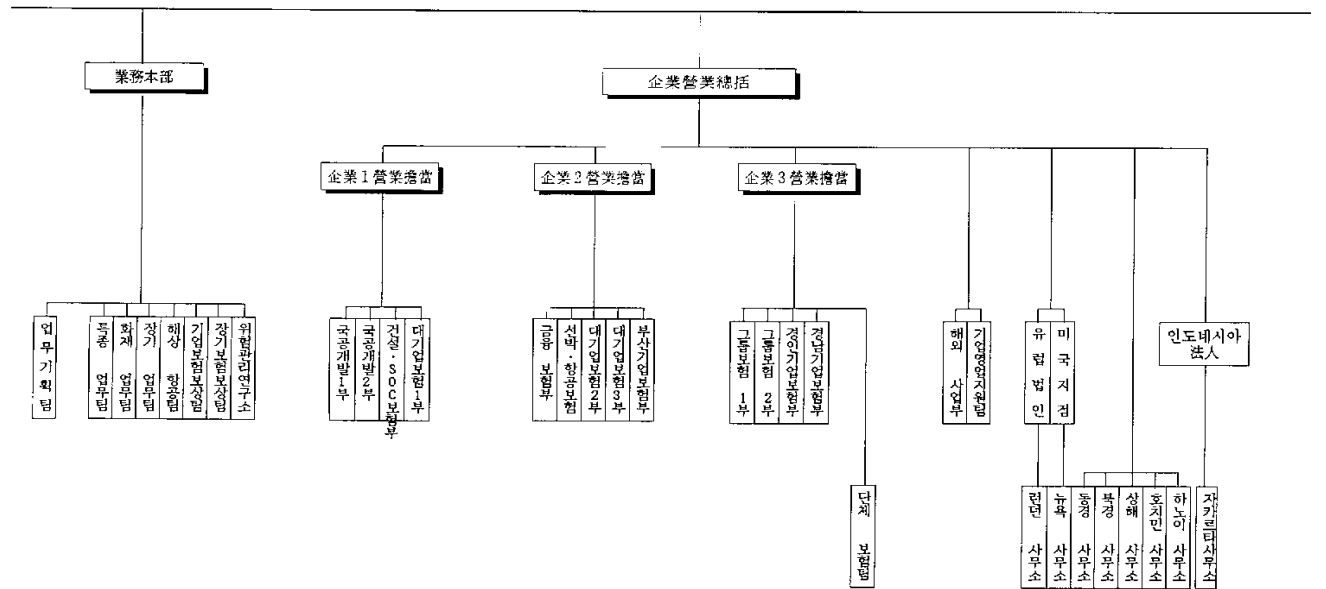 業務本部
企業營業總括
企業1營業擔當
企業2營業擔當
企業3營業擔當
업무기획팀
특종 업무팀
화재 업무팀
장기 업무팀
해상 항공팀
기업보험보상팀
장기보험보상팀
위험관리연구소
국공개발1부
국공개발2부
건설·SOC보험부
대기업보험1부
금융 보험부
선박·항공보험
대기업보험2부
대기업보험3부
부산기업보험부
그룹보험 1부
그룹보험 2부
경인기업보험부
경남기업보험부
단체 보험팀
해외 사업부
기업영업지원팀
유럽법인
미국지점
인도네시아
法人
런던 사무소
뉴욕 사무소
동경 사무소
북경 사무소
상해 사무소
호치민 사무소
하노이 사무소
자카르타사무소